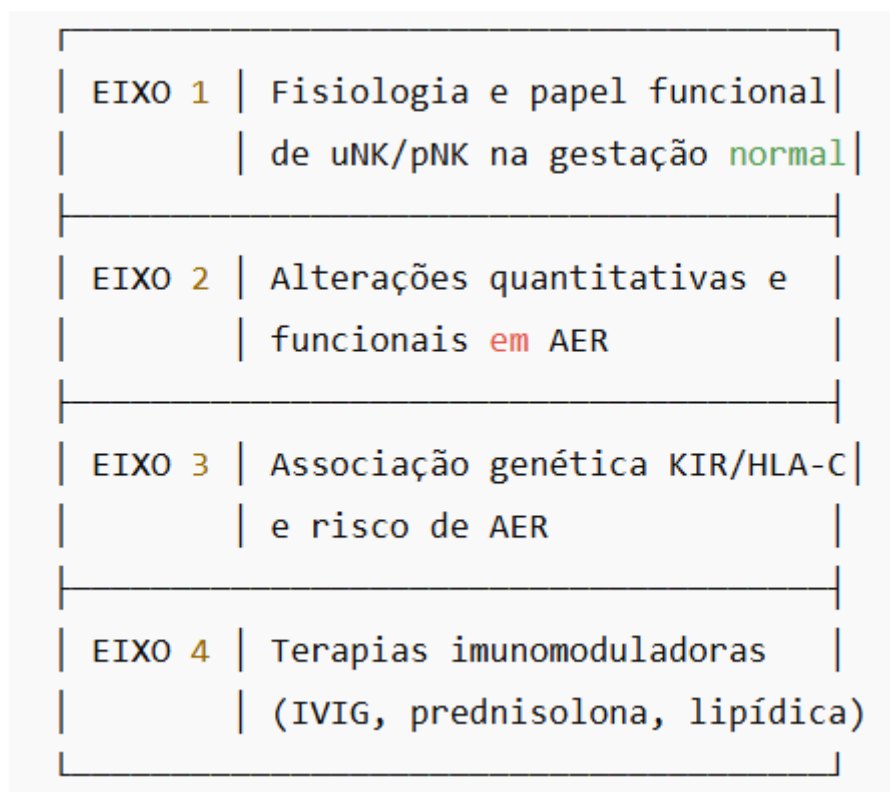 EIXO 1 Fisiologia e papel funcional
de uNK/pNK na gestação normal
EIXO 2 Alterações quantitativas e
funcionais em AER
EIXO 3 Associação genética KIR/HLA-C
e risco de AER
EIXO 4 Terapias imunomoduladoras
(IVIG, prednisolona, lipídica)